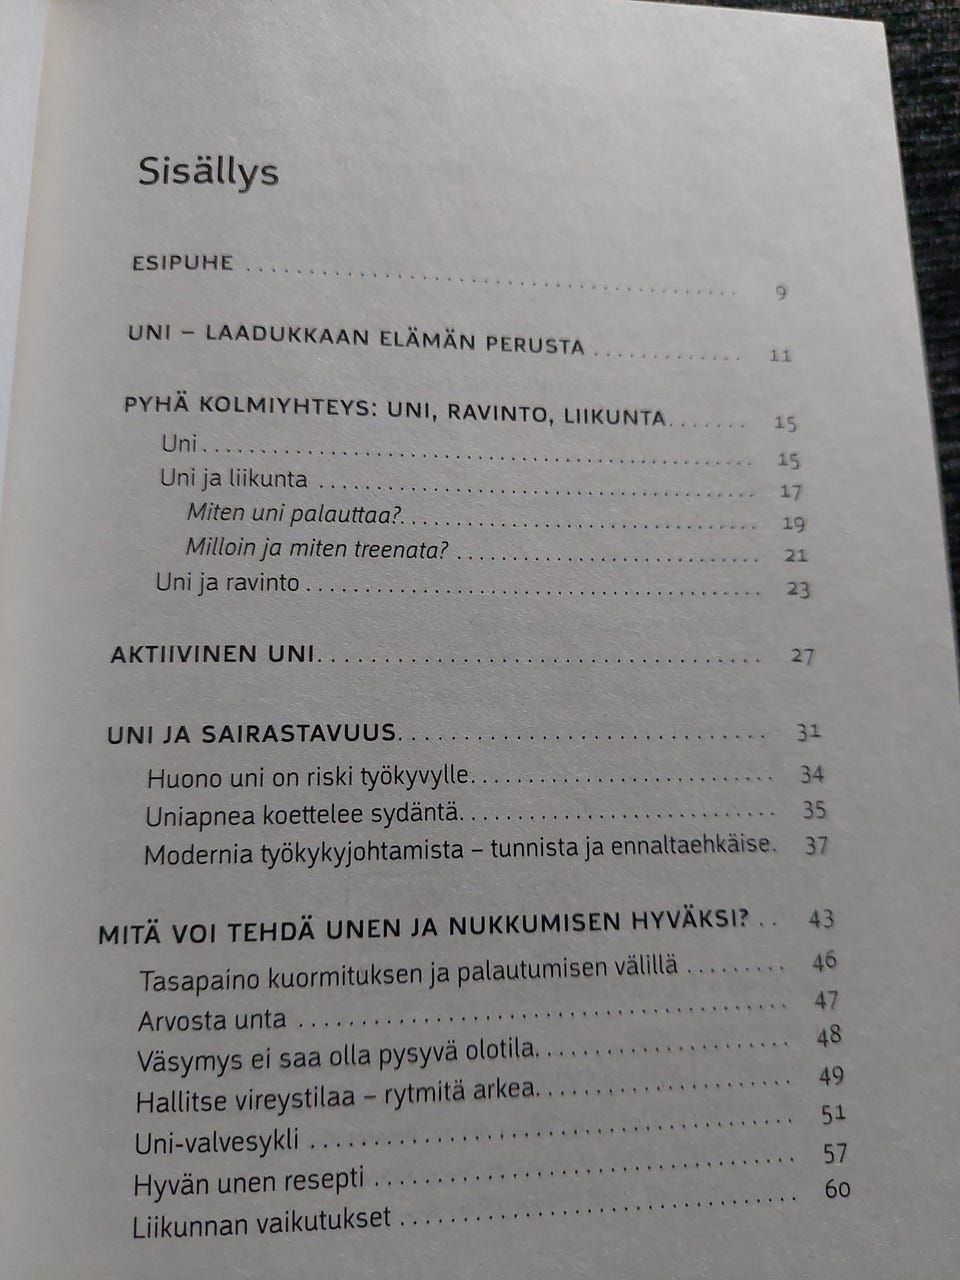 Sisällys
ESIPUHE ........................................ 9
UNI – LAADUKKAAN ELÄMÄN PERUSTA ............ 11
PYHÄ KOLMIYHTEYS: UNI, RAVINTO, LIIKUNTA....... 15
Uni............................................. 15
Uni ja liikunta .................................. 17
Miten uni palauttaa?............................. 19
Milloin ja miten treenata? ........................ 21
Uni ja ravinto ................................... 23
AKTIIVINEN UNI.................................. 27
UNI JA SAIRASTAVUUS............................ 31
Huono uni on riski työkyvylle....................... 34
Uniapnea koettelee sydäntä........................ 35
Modernia työkykyjohtamista – tunnista ja ennaltaehkäise. 37
MITÄ VOI TEHDÄ UNEN JA NUKKUMISEN HYVÄKSI? .. 43
Tasapaino kuormituksen ja palautumisen välillä ........ 46
Arvosta unta .................................... 47
Väsymys ei saa olla pysyvä olotila................... 48
Hallitse vireystilaa – rytmitä arkea................... 49
Uni-valvesykli ................................... 51
Hyvän unen resepti .............................. 57
Liikunnan vaikutukset ............................ 60